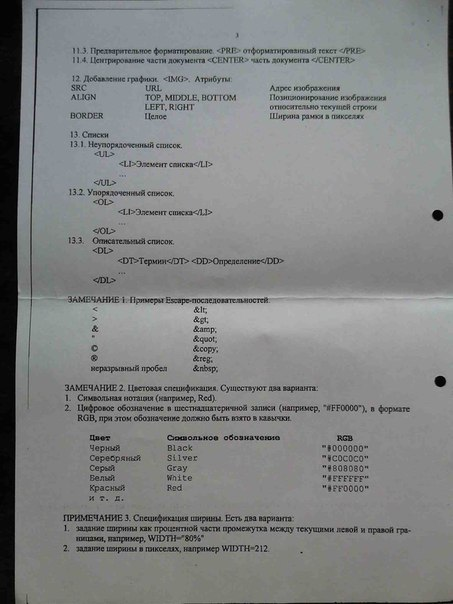 3
11.3. Предварительное форматирование. <PRE> отформатированный текст </PRE>
11.4. Центрирование части документа <CENTER> часть документа </CENTER>
12. Добавление графики. <IMG>. Атрибуты:
SRC URL Адрес изображения
ALIGN TOP, MIDDLE, BOTTOM Позиционирование изображения
LEFT, RIGHT относительно текущей строки
BORDER Целое Ширина рамки в пикселях
13. Списки
13.1. Неупорядоченный список.
<UL>
<LI>Элемент списка</LI>
...
</UL>
13.2. Упорядоченный список.
<OL>
<LI>Элемент списка</LI>
...
</OL>
13.3. Описательный список.
<DL>
<DT>Термин</DT> <DD>Определение</DD>
...
</DL>
ЗАМЕЧАНИЕ 1. Примеры Escape-последовательностей.
< &lt;
> &gt;
& &amp;
" &quot;
© &copy;
® &reg;
неразрывный пробел &nbsp;
ЗАМЕЧАНИЕ 2. Цветовая спецификация. Существуют два варианта:
1. Символьная нотация (например, Red).
2. Цифровое обозначение в шестнадцатеричной записи (например, "#FF0000"), в формате
RGB, при этом обозначение должно быть взято в кавычки.
Цвет Символьное обозначение RGB
Черный Black "#000000"
Серебряный Silver "#C0C0C0"
Серый Gray "#808080"
Белый White "#FFFFFF"
Красный Red "#FF0000"
и т. д.
ПРИМЕЧАНИЕ 3. Спецификация ширины. Есть два варианта:
1. задание ширины как процентной части промежутка между текущими левой и правой гра-
ницами, например, WIDTH="80%"
2. задание ширины в пикселях, например WIDTH=212.